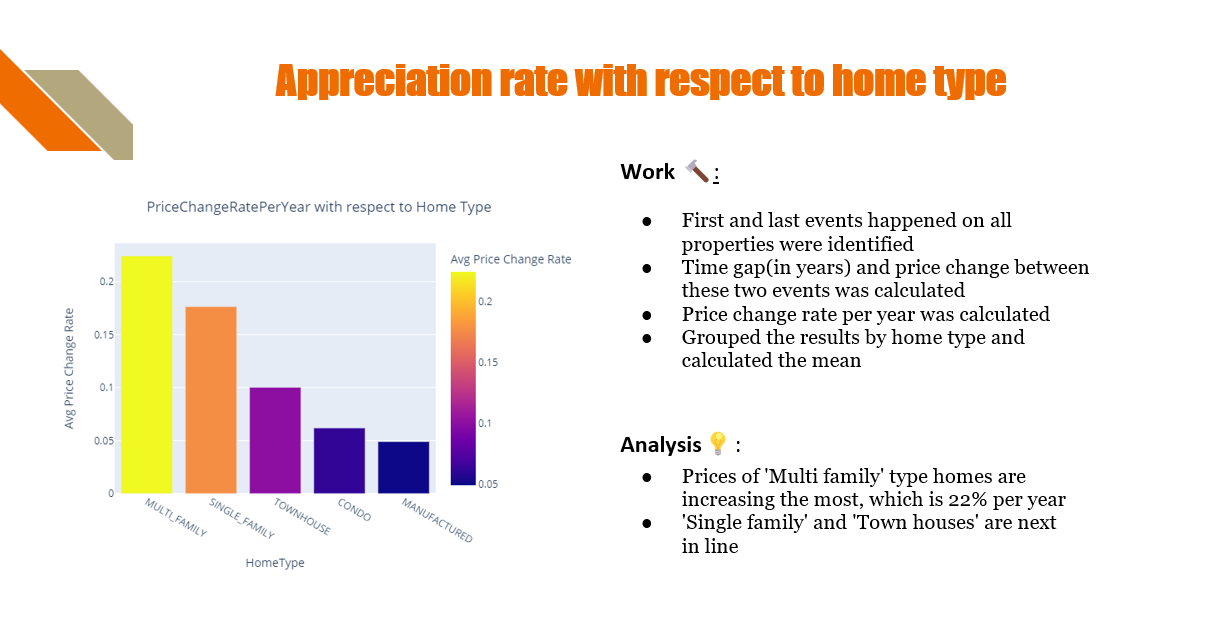 Appreciation rate with respect to home type
PriceChangeRatePerYear with respect to Home Type
Avg Price Change Rate
0.2
0.15
0.1
0.05
0
MULTI_FAMILY
SINGLE_FAMILY
TOWNHOUSE
CONDO
MANUFACTURED
HomeType
Avg Price Change Rate
0.2
0.15
0.1
0.05
Work 🔨 :
● First and last events happened on all
properties were identified
● Time gap(in years) and price change between
these two events was calculated
● Price change rate per year was calculated
● Grouped the results by home type and
calculated the mean
Analysis 💡 :
● Prices of 'Multi family' type homes are
increasing the most, which is 22% per year
● 'Single family' and 'Town houses' are next
in line